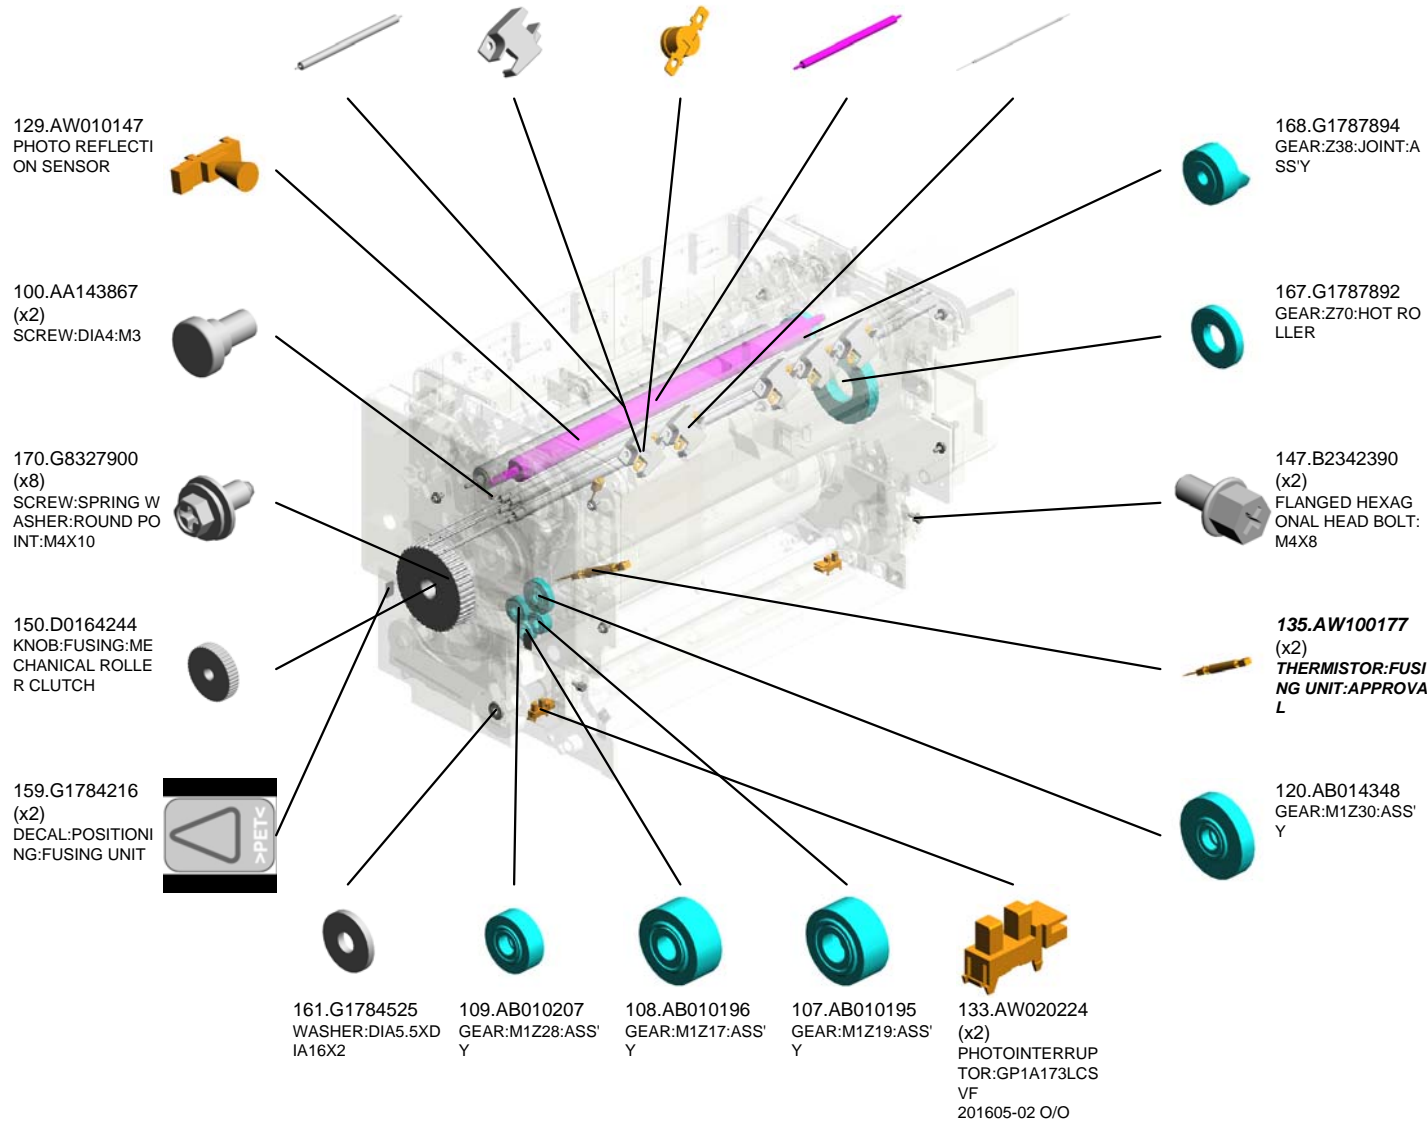 129.AW010147
PHOTO REFLECTI
ON SENSOR
100.AA143867
(x2)
SCREW:DIA4:M3
170.G8327900
(x8)
SCREW:SPRING W
ASHER:ROUND PO
INT:M4X10
150.D0164244
KNOB:FUSING:ME
CHANICAL ROLLE
R CLUTCH
159.G1784216
(x2)
DECAL:POSITIONI
NG:FUSING UNIT
>PET<
168.G1787894
GEAR:Z38:JOINT:A
SS'Y
167.G1787892
GEAR:Z70:HOT RO
LLER
147.B2342390
(x2)
FLANGED HEXAG
ONAL HEAD BOLT:
M4X8
135.AW100177
(x2)
THERMISTOR:FUSI
NG UNIT:APPROVA
L
120.AB014348
GEAR:M1Z30:ASS'
Y
161.G1784525
WASHER:DIA5.5XD
IA16X2
109.AB010207
GEAR:M1Z28:ASS'
Y
108.AB010196
GEAR:M1Z17:ASS'
Y
107.AB010195
GEAR:M1Z19:ASS'
Y
133.AW020224
(x2)
PHOTOINTERRUP
TOR:GP1A173LCS
VF
201605-02 O/O